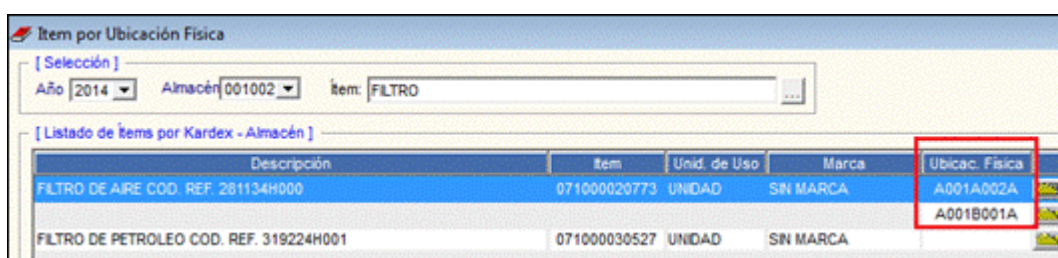 Item por Ubicación Física
[ Selección ]
Año 2014 Almacén 001002 Ítem: FILTRO ...
[ Listado de Ítems por Kardex - Almacén ]
Descripción Item Unid. de Uso Marca Ubicac. Física
FILTRO DE AIRE COD. REF. 281134H000 071000020773 UNIDAD SIN MARCA A001A002A
A001B001A
FILTRO DE PETROLEO COD. REF. 319224H001 071000030527 UNIDAD SIN MARCA